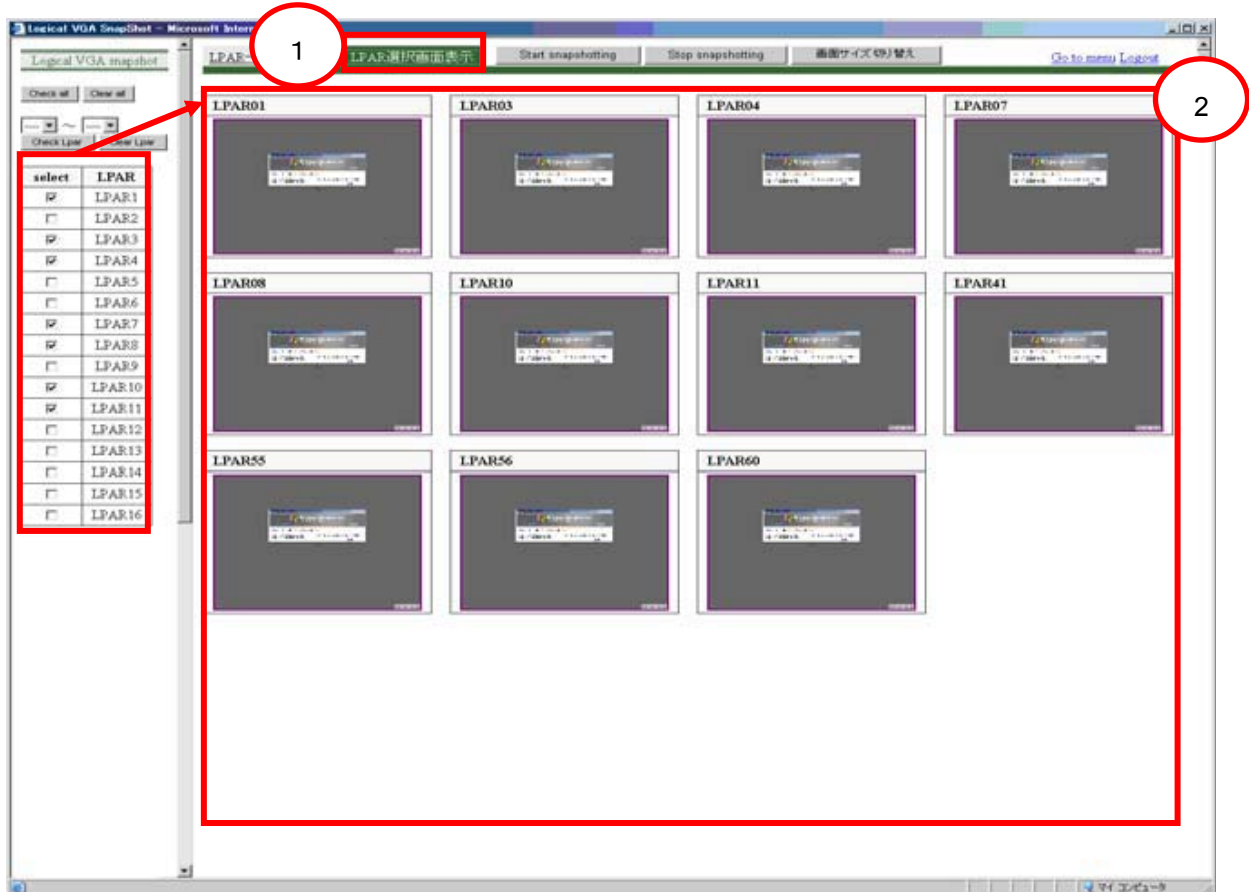 Logical VGA SnapShot - Microsoft Inter
1
2
Logical VGA snapshot
LPAR
LPAR選択画面表示
Start snapshotting
Stop snapshotting
画面サイズ切り替え
Go to menu Logout
Check all Clear all
---- ～ ----
Check Lpar Clear Lpar
select LPAR
LPAR1
LPAR2
LPAR3
LPAR4
LPAR5
LPAR6
LPAR7
LPAR8
LPAR9
LPAR10
LPAR11
LPAR12
LPAR13
LPAR14
LPAR15
LPAR16
LPAR01 LPAR03 LPAR04 LPAR07
LPAR08 LPAR10 LPAR11 LPAR41
LPAR55 LPAR56 LPAR60
マイ コンピュータ